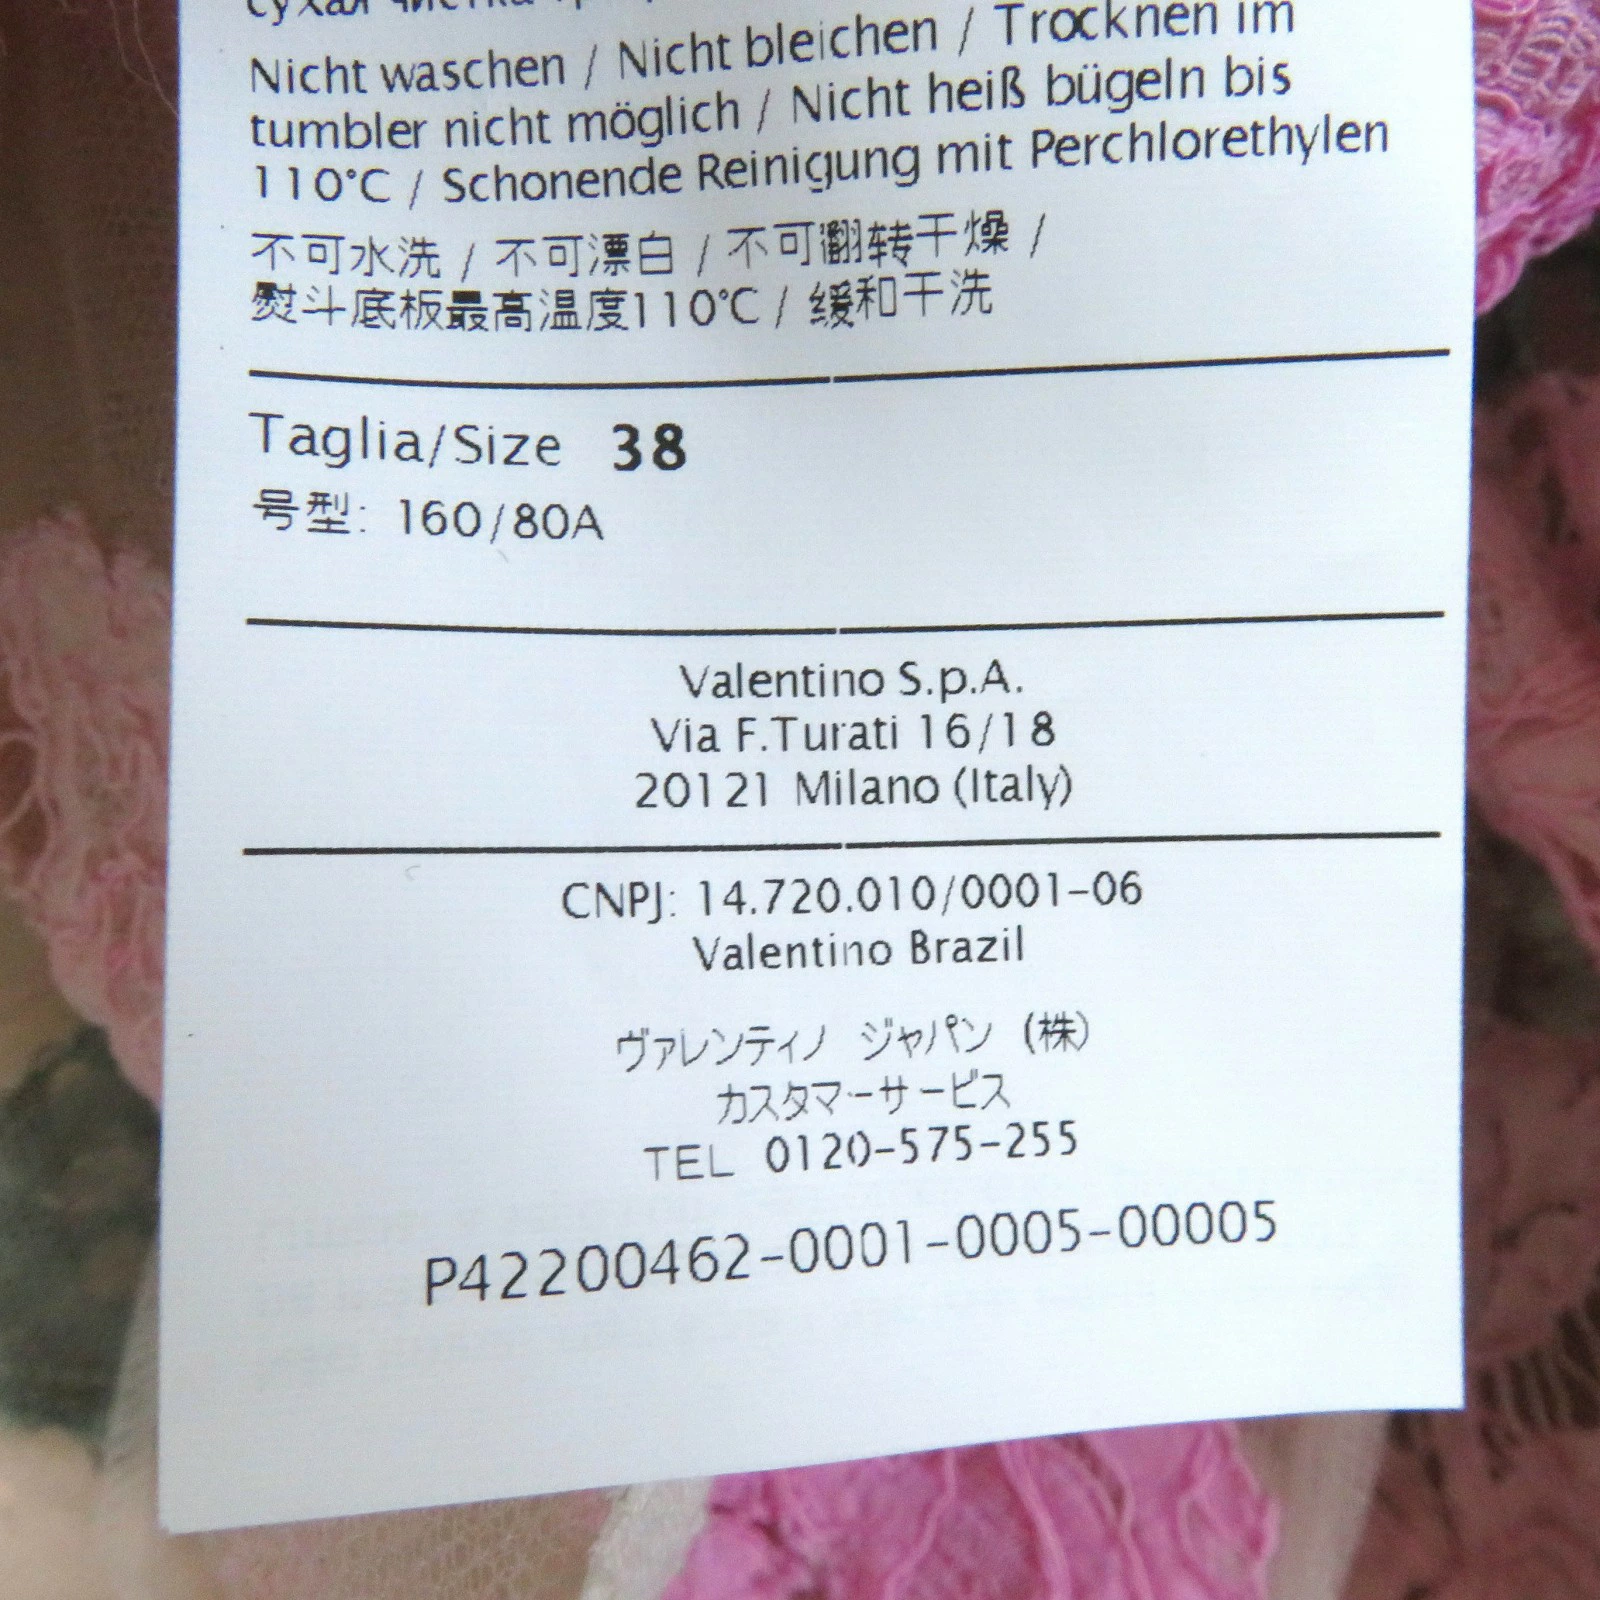 сухая чистка
Nicht waschen / Nicht bleichen / Trocknen im
tumbler nicht möglich / Nicht heiß bügeln bis
110°C / Schonende Reinigung mit Perchlorethylen
不可水洗 / 不可漂白 / 不可翻转干燥 /
熨斗底板最高温度110°C / 缓和干洗
Taglia/Size 38
号型: 160/80A
Valentino S.p.A.
Via F.Turati 16/18
20121 Milano (Italy)
CNPJ: 14.720.010/0001-06
Valentino Brazil
ヴァレンティノ ジャパン (株)
カスタマーサービス
TEL 0120-575-255
P42200462-0001-0005-00005